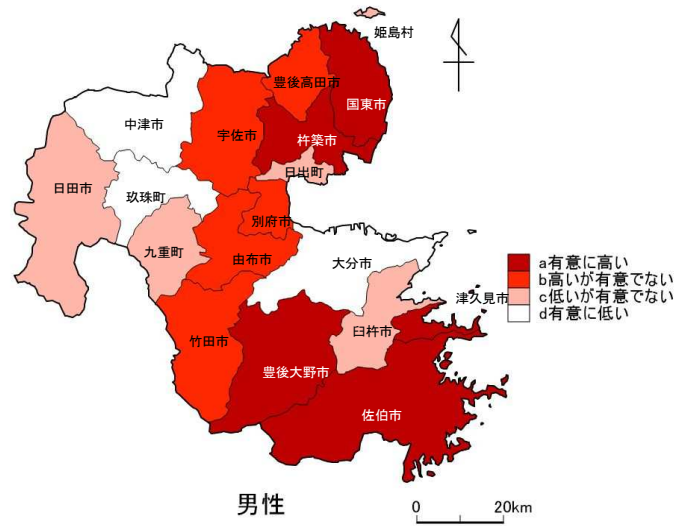 姫島村
豊後高田市
国東市
中津市
宇佐市
杵築市
日出町
日田市
玖珠町
別府市
九重町
由布市
大分市
a有意に高い
b高いが有意でない
c低いが有意でない
d有意に低い
津久見市
臼杵市
竹田市
豊後大野市
佐伯市
男性
0 20km